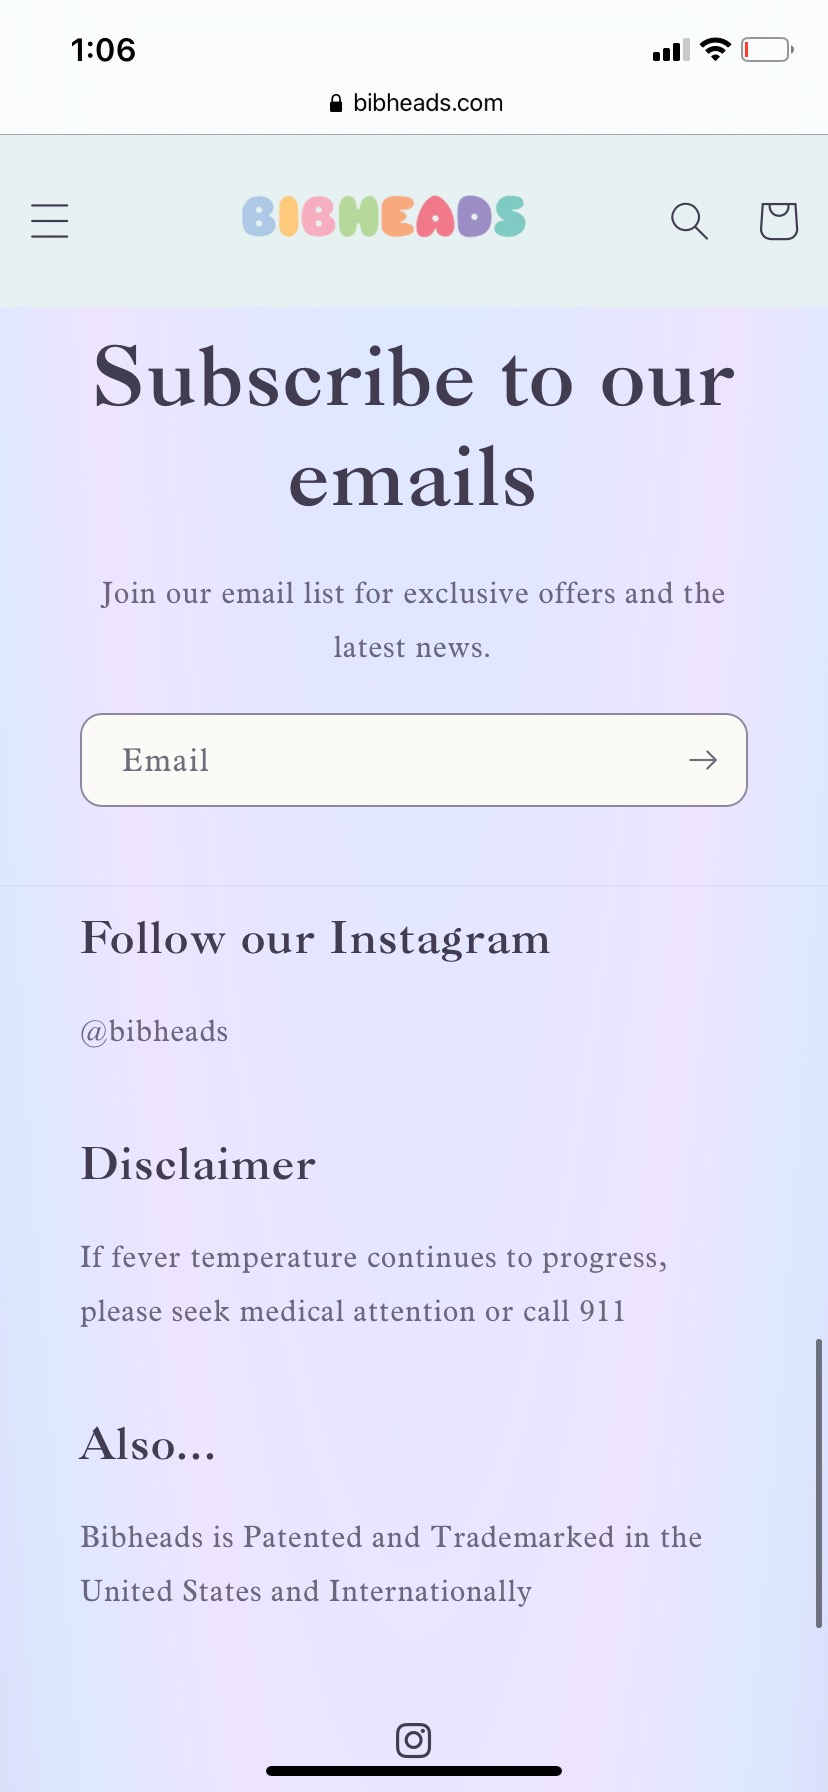 1:06
bibheads.com
BIBHEADS
Subscribe to our
emails
Join our email list for exclusive offers and the
latest news.
Email
Follow our Instagram
@bibheads
Disclaimer
If fever temperature continues to progress,
please seek medical attention or call 911
Also...
Bibheads is Patented and Trademarked in the
United States and Internationally